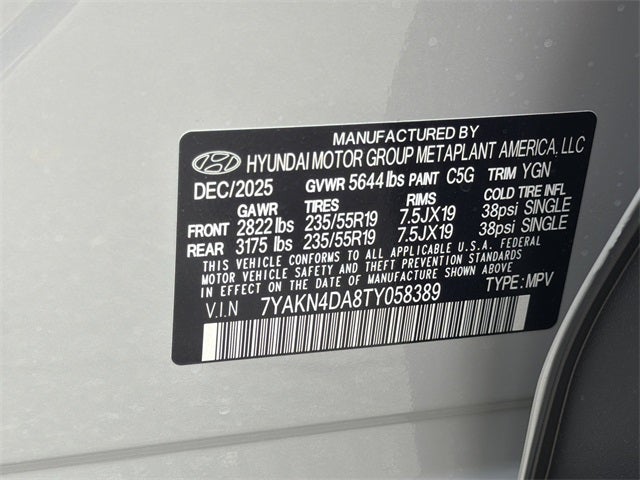 MANUFACTURED BY
HYUNDAI MOTOR GROUP METAPLANT AMERICA, LLC
DEC/2025 GVWR 5644 lbs PAINT C5G TRIM YGN
GAWR TIRES RIMS COLD TIRE INFL
FRONT 2822 lbs 235/55R19 7.5JX19 38psi SINGLE
REAR 3175 lbs 235/55R19 7.5JX19 38psi SINGLE
THIS VEHICLE CONFORMS TO ALL APPLICABLE U.S.A. FEDERAL
MOTOR VEHICLE SAFETY AND THEFT PREVENTION STANDARDS
IN EFFECT ON THE DATE OF MANUFACTURE SHOWN ABOVE.
V.I.N 7YAKN4DA8TY058389 TYPE: MPV